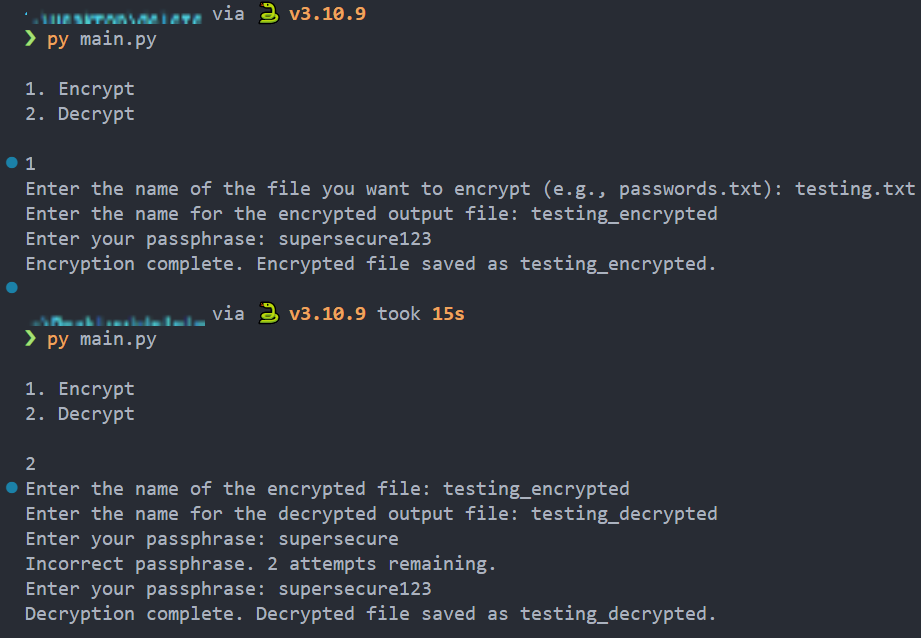 via v3.10.9
❯ py main.py
1. Encrypt
2. Decrypt
1
Enter the name of the file you want to encrypt (e.g., passwords.txt): testing.txt
Enter the name for the encrypted output file: testing_encrypted
Enter your passphrase: supersecure123
Encryption complete. Encrypted file saved as testing_encrypted.
via v3.10.9 took 15s
❯ py main.py
1. Encrypt
2. Decrypt
2
Enter the name of the encrypted file: testing_encrypted
Enter the name for the decrypted output file: testing_decrypted
Enter your passphrase: supersecure
Incorrect passphrase. 2 attempts remaining.
Enter your passphrase: supersecure123
Decryption complete. Decrypted file saved as testing_decrypted.